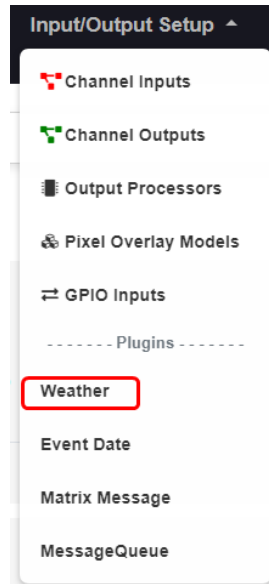 Input/Output Setup
Channel Inputs
Channel Outputs
Output Processors
Pixel Overlay Models
GPIO Inputs
- - - - - - - Plugins - - - - - - -
Weather
Event Date
Matrix Message
MessageQueue